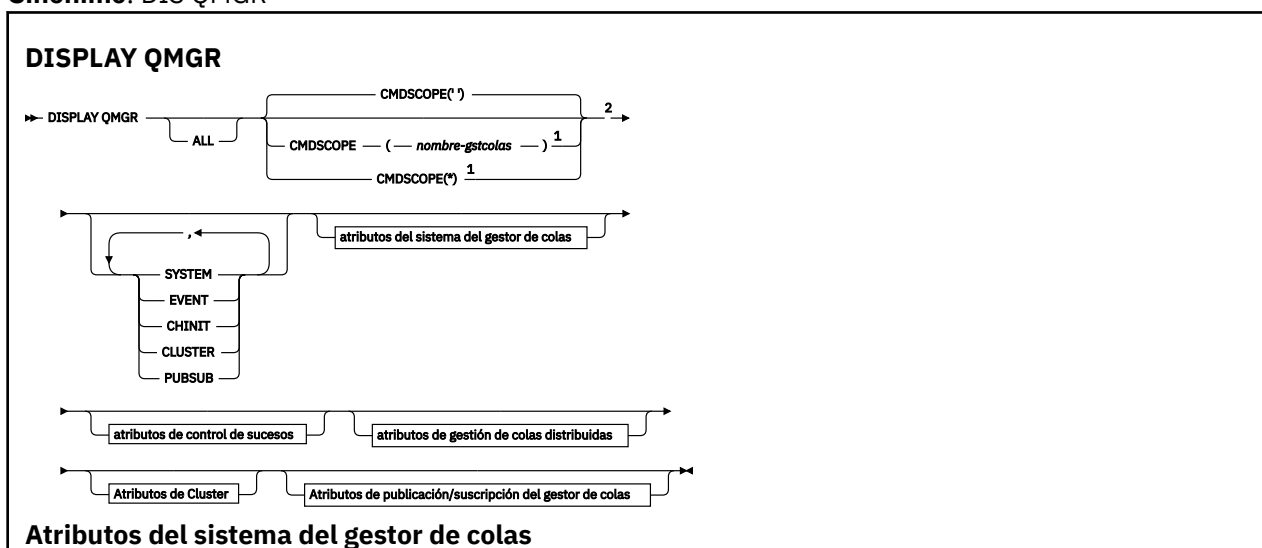 Sinónimo: DIS QMGR
DISPLAY QMGR
DISPLAY QMGR
ALL
CMDSCOPE(' ')
CMDSCOPE ( nombre-gstcolas ) 1
CMDSCOPE(*) 1
2
,
SYSTEM
EVENT
CHINIT
CLUSTER
PUBSUB
atributos del sistema del gestor de colas
atributos de control de sucesos
atributos de gestión de colas distribuidas
Atributos de Cluster
Atributos de publicación/suscripción del gestor de colas
Atributos del sistema del gestor de colas